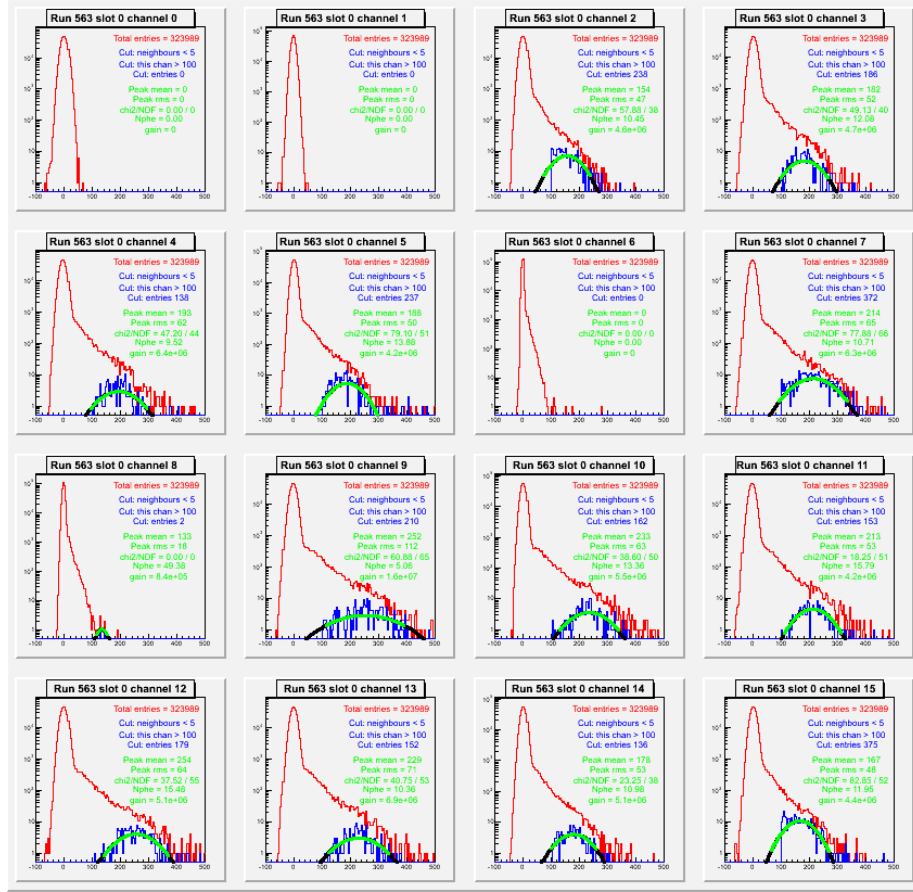 Run 563 slot 0 channel 0
Total entries = 323989
Cut: neighbours < 5
Cut: this chan > 100
Cut: entries 0
Peak mean = 0
Peak rms = 0
chi2/NDF = 0.00 / 0
Nphe = 0.00
gain = 0
Run 563 slot 0 channel 1
Total entries = 323989
Cut: neighbours < 5
Cut: this chan > 100
Cut: entries 0
Peak mean = 0
Peak rms = 0
chi2/NDF = 0.00 / 0
Nphe = 0.00
gain = 0
Run 563 slot 0 channel 2
Total entries = 323989
Cut: neighbours < 5
Cut: this chan > 100
Cut: entries 238
Peak mean = 154
Peak rms = 47
chi2/NDF = 57.88 / 38
Nphe = 10.45
gain = 4.6e+06
Run 563 slot 0 channel 3
Total entries = 323989
Cut: neighbours < 5
Cut: this chan > 100
Cut: entries 186
Peak mean = 182
Peak rms = 52
chi2/NDF = 49.13 / 40
Nphe = 12.08
gain = 4.7e+06
Run 563 slot 0 channel 4
Total entries = 323989
Cut: neighbours < 5
Cut: this chan > 100
Cut: entries 138
Peak mean = 193
Peak rms = 62
chi2/NDF = 47.20 / 44
Nphe = 9.52
gain = 6.4e+06
Run 563 slot 0 channel 5
Total entries = 323989
Cut: neighbours < 5
Cut: this chan > 100
Cut: entries 237
Peak mean = 188
Peak rms = 50
chi2/NDF = 79.10 / 51
Nphe = 13.88
gain = 4.2e+06
Run 563 slot 0 channel 6
Total entries = 323989
Cut: neighbours < 5
Cut: this chan > 100
Cut: entries 0
Peak mean = 0
Peak rms = 0
chi2/NDF = 0.00 / 0
Nphe = 0.00
gain = 0
Run 563 slot 0 channel 7
Total entries = 323989
Cut: neighbours < 5
Cut: this chan > 100
Cut: entries 372
Peak mean = 214
Peak rms = 65
chi2/NDF = 77.88 / 66
Nphe = 10.71
gain = 6.3e+06
Run 563 slot 0 channel 8
Total entries = 323989
Cut: neighbours < 5
Cut: this chan > 100
Cut: entries 2
Peak mean = 133
Peak rms = 18
chi2/NDF = 0.00 / 0
Nphe = 49.38
gain = 8.4e+05
Run 563 slot 0 channel 9
Total entries = 323989
Cut: neighbours < 5
Cut: this chan > 100
Cut: entries 210
Peak mean = 252
Peak rms = 112
chi2/NDF = 60.88 / 65
Nphe = 5.06
gain = 1.6e+07
Run 563 slot 0 channel 10
Total entries = 323989
Cut: neighbours < 5
Cut: this chan > 100
Cut: entries 162
Peak mean = 233
Peak rms = 63
chi2/NDF = 38.60 / 50
Nphe = 13.36
gain = 5.5e+06
Run 563 slot 0 channel 11
Total entries = 323989
Cut: neighbours < 5
Cut: this chan > 100
Cut: entries 153
Peak mean = 213
Peak rms = 53
chi2/NDF = 18.25 / 51
Nphe = 15.79
gain = 4.2e+06
Run 563 slot 0 channel 12
Total entries = 323989
Cut: neighbours < 5
Cut: this chan > 100
Cut: entries 179
Peak mean = 254
Peak rms = 64
chi2/NDF = 37.52 / 55
Nphe = 15.48
gain = 5.1e+06
Run 563 slot 0 channel 13
Total entries = 323989
Cut: neighbours < 5
Cut: this chan > 100
Cut: entries 152
Peak mean = 229
Peak rms = 71
chi2/NDF = 40.75 / 53
Nphe = 10.36
gain = 6.9e+06
Run 563 slot 0 channel 14
Total entries = 323989
Cut: neighbours < 5
Cut: this chan > 100
Cut: entries 136
Peak mean = 178
Peak rms = 53
chi2/NDF = 23.25 / 38
Nphe = 10.98
gain = 5.1e+06
Run 563 slot 0 channel 15
Total entries = 323989
Cut: neighbours < 5
Cut: this chan > 100
Cut: entries 375
Peak mean = 167
Peak rms = 48
chi2/NDF = 82.85 / 52
Nphe = 11.95
gain = 4.4e+06